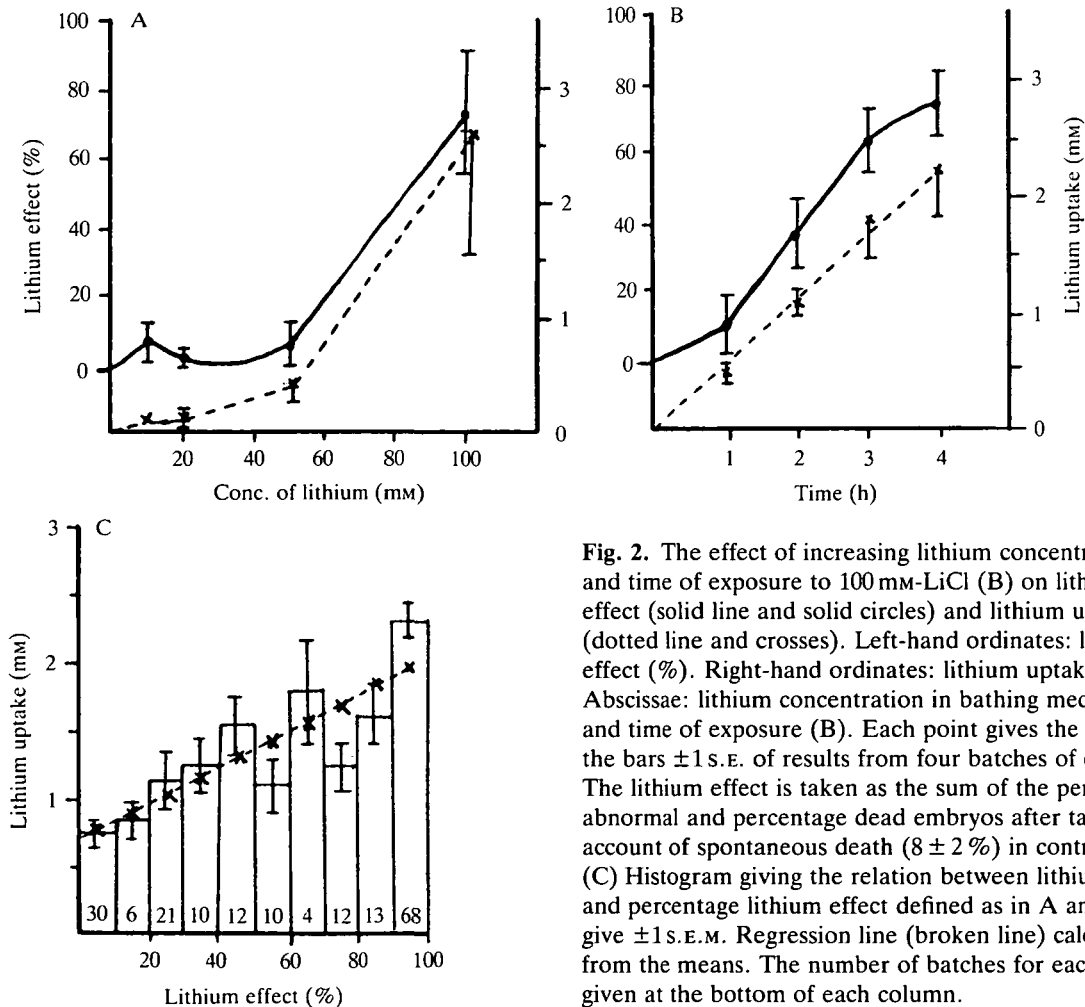 A
100
80
60
40
20
0
Lithium effect (%)
3
2
1
0
20
40
60
80
100
Conc. of lithium (mM)
B
100
80
60
40
20
0
3
2
1
0
Lithium uptake (mM)
1
2
3
4
Time (h)
C
3
2
1
Lithium uptake (mM)
30
6
21
10
12
10
4
12
13
68
20
40
60
80
100
Lithium effect (%)
Fig. 2. The effect of increasing lithium concentr
and time of exposure to 100 mM-LiCl (B) on lith
effect (solid line and solid circles) and lithium u
(dotted line and crosses). Left-hand ordinates: l
effect (%). Right-hand ordinates: lithium uptake
Abscissae: lithium concentration in bathing med
and time of exposure (B). Each point gives the
the bars ±1 S.E. of results from four batches of
The lithium effect is taken as the sum of the per
abnormal and percentage dead embryos after ta
account of spontaneous death (8 ± 2 %) in contr
(C) Histogram giving the relation between lithiu
and percentage lithium effect defined as in A an
give ±1 S.E.M. Regression line (broken line) calc
from the means. The number of batches for eac
given at the bottom of each column.